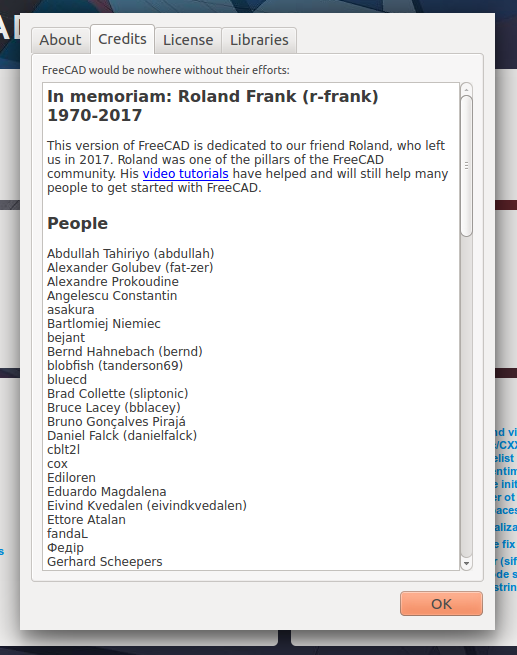 About
Credits
License
Libraries
FreeCAD would be nowhere without their efforts:
In memoriam: Roland Frank (r-frank)
1970-2017
This version of FreeCAD is dedicated to our friend Roland, who left
us in 2017. Roland was one of the pillars of the FreeCAD
community. His video tutorials have helped and will still help many
people to get started with FreeCAD.
People
Abdullah Tahiriyo (abdullah)
Alexander Golubev (fat-zer)
Alexandre Prokoudine
Angelescu Constantin
asakura
Bartlomiej Niemiec
bejant
Bernd Hahnebach (bernd)
blobfish (tanderson69)
bluecd
Brad Collette (sliptonic)
Bruce Lacey (bblacey)
Bruno Gonçalves Pirajá
Daniel Falck (danielfalck)
cblt2l
cox
Ediloren
Eduardo Magdalena
Eivind Kvedalen (eivindkvedalen)
Ettore Atalan
fandaL
Федір
Gerhard Scheepers
OK